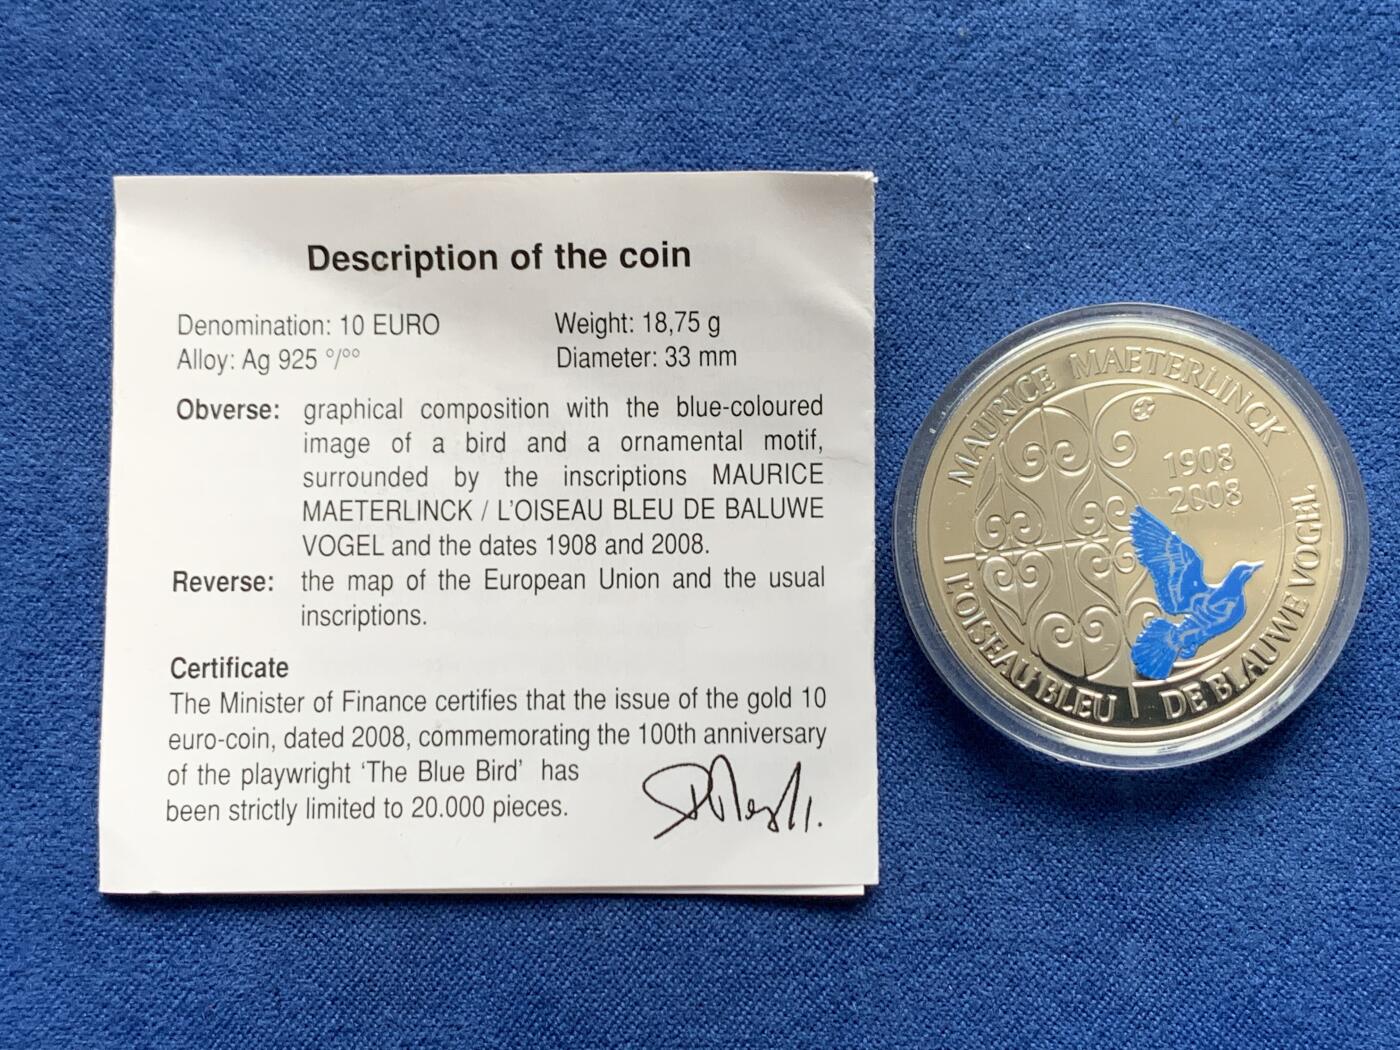 Description of the coin
Denomination: 10 EURO
Weight: 18,75 g
Alloy: Ag 925 °/°°
Diameter: 33 mm
Obverse: graphical composition with the blue-coloured
image of a bird and a ornamental motif,
surrounded by the inscriptions MAURICE
MAETERLINCK / L'OISEAU BLEU DE BALUWE
VOGEL and the dates 1908 and 2008.
Reverse: the map of the European Union and the usual
inscriptions.
Certificate
The Minister of Finance certifies that the issue of the gold 10
euro-coin, dated 2008, commemorating the 100th anniversary
of the playwright 'The Blue Bird' has
been strictly limited to 20.000 pieces.
MAURICE MAETERLINCK
1908
2008
L'OISEAU BLEU
DE BLAUWE VOGEL